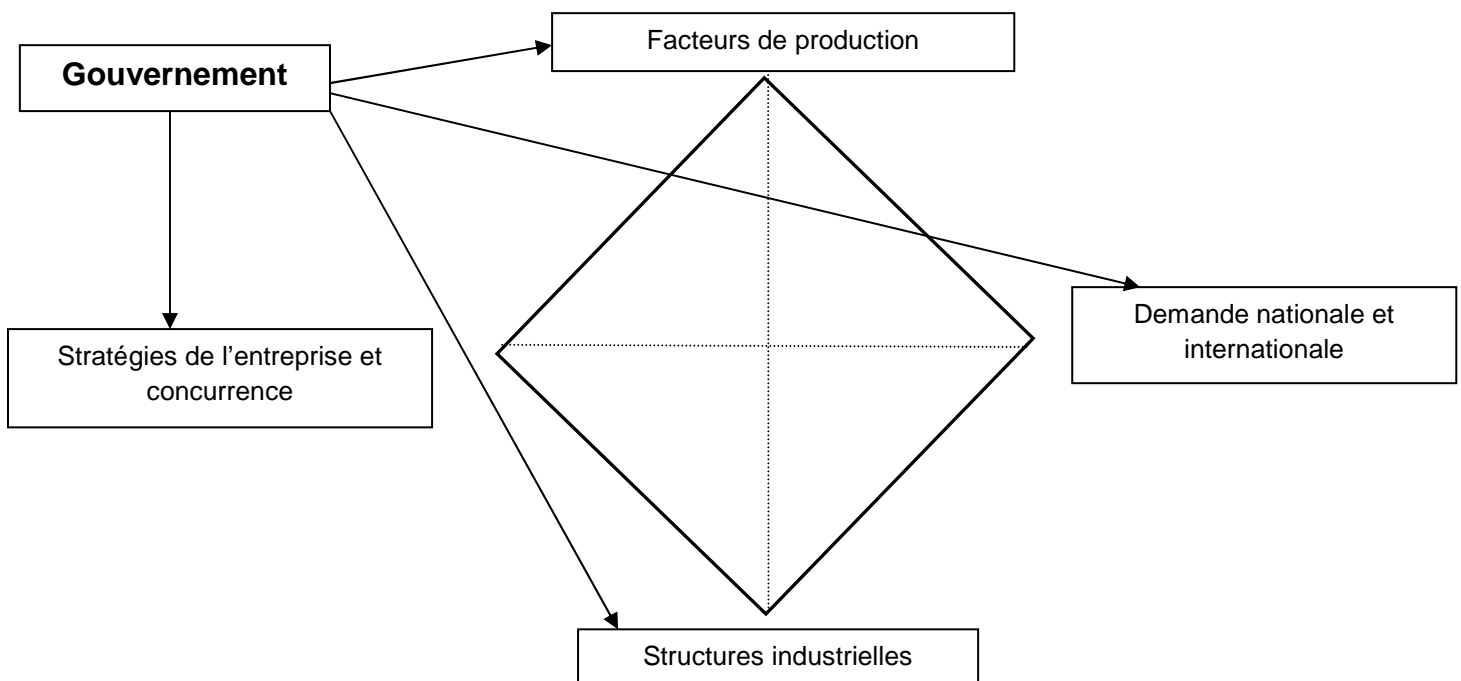 Facteurs de production
Gouvernement
Demande nationale et
internationale
Stratégies de l’entreprise et
concurrence
Structures industrielles